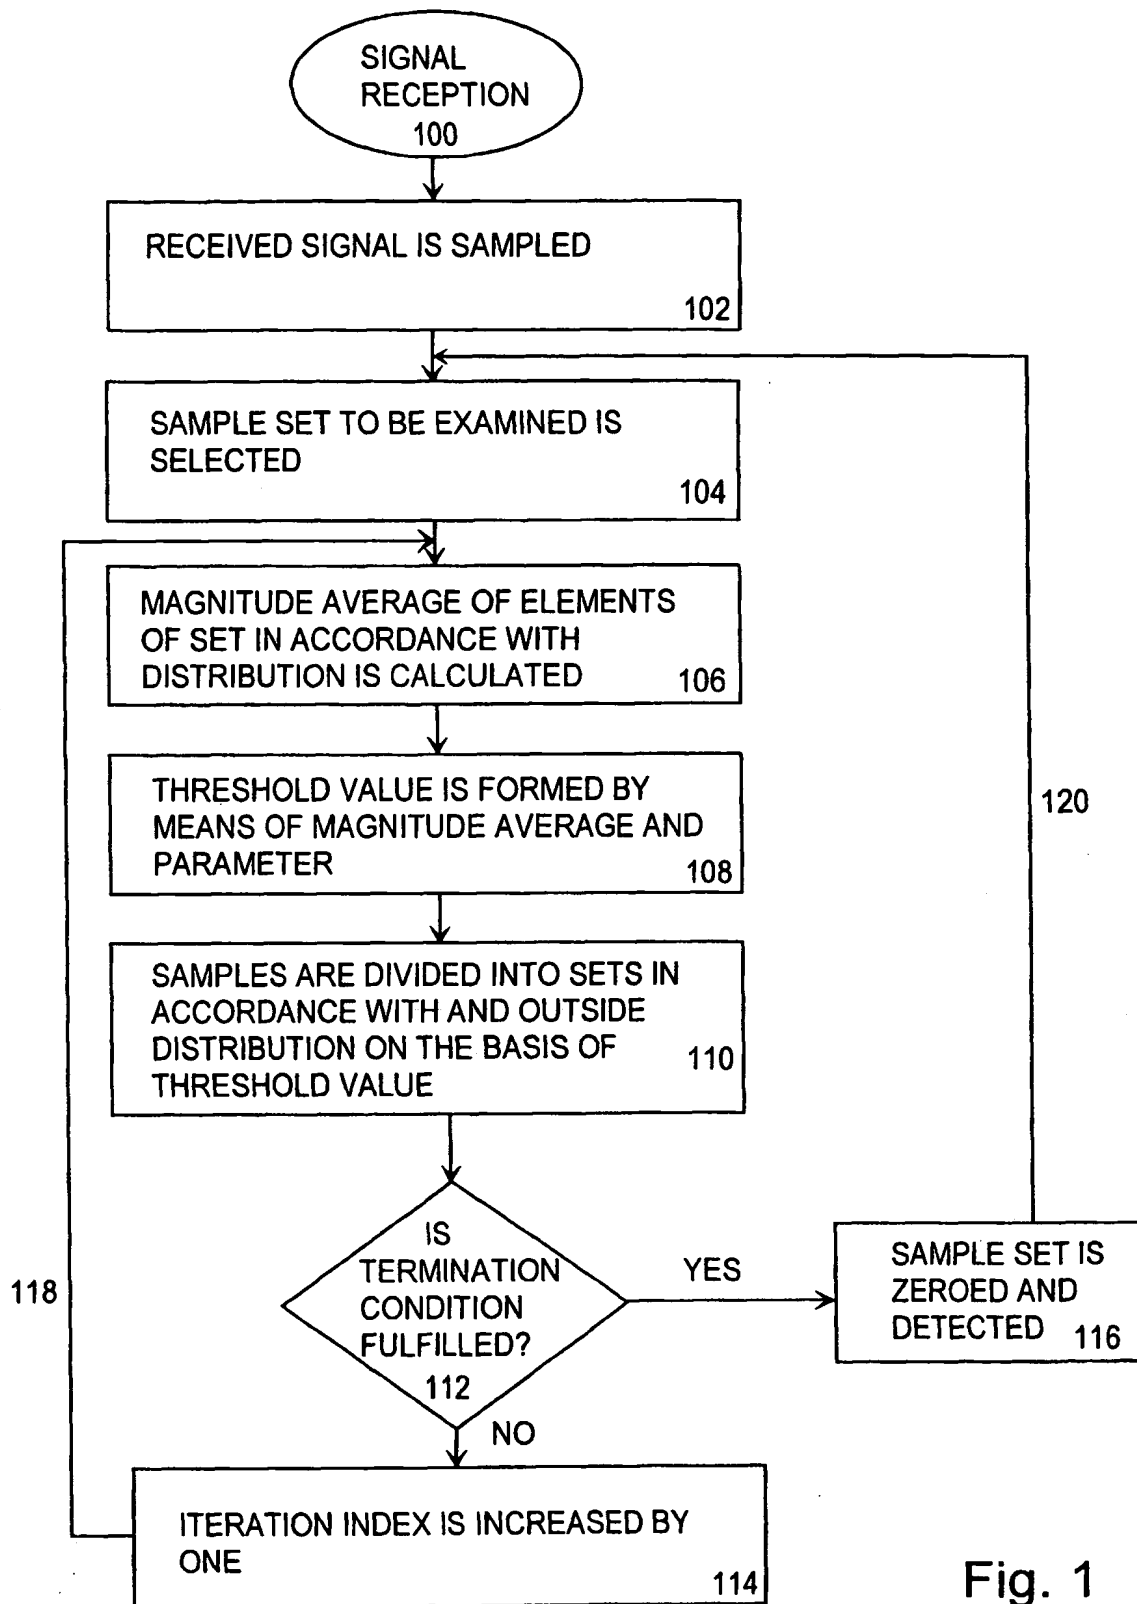 SIGNAL
RECEPTION
100
RECEIVED SIGNAL IS SAMPLED
102
SAMPLE SET TO BE EXAMINED IS
SELECTED
104
MAGNITUDE AVERAGE OF ELEMENTS
OF SET IN ACCORDANCE WITH
DISTRIBUTION IS CALCULATED
106
THRESHOLD VALUE IS FORMED BY
MEANS OF MAGNITUDE AVERAGE AND
PARAMETER
108
120
SAMPLES ARE DIVIDED INTO SETS IN
ACCORDANCE WITH AND OUTSIDE
DISTRIBUTION ON THE BASIS OF
THRESHOLD VALUE
110
IS
TERMINATION
CONDITION
FULFILLED?
112
YES
SAMPLE SET IS
ZEROED AND
DETECTED
116
118
NO
ITERATION INDEX IS INCREASED BY
ONE
114
Fig. 1